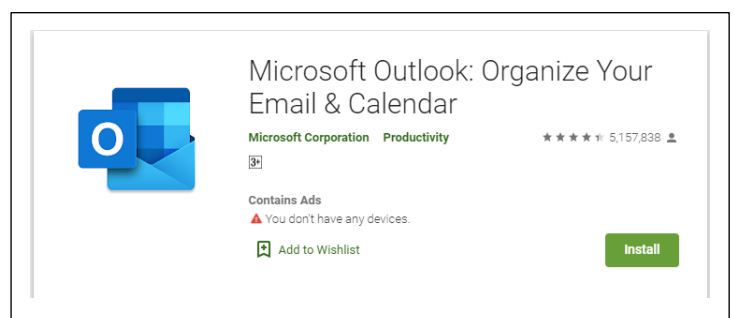 Microsoft Outlook: Organize Your
Email & Calendar
O
Microsoft Corporation Productivity 5,157,838
3+
Contains Ads
You don't have any devices.
Add to Wishlist Install